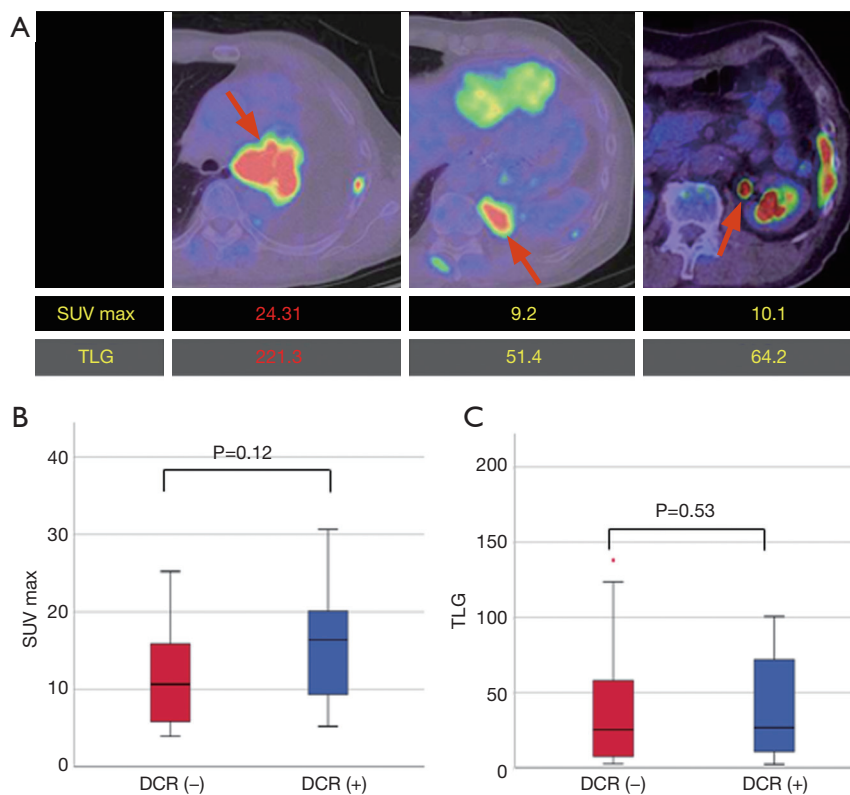 A
SUV max 24.31 9.2 10.1
TLG 221.3 51.4 64.2
B
P=0.12
40
30
20
10
0
SUV max
DCR (–) DCR (+)
C
P=0.53
200
150
100
50
0
TLG
DCR (–) DCR (+)